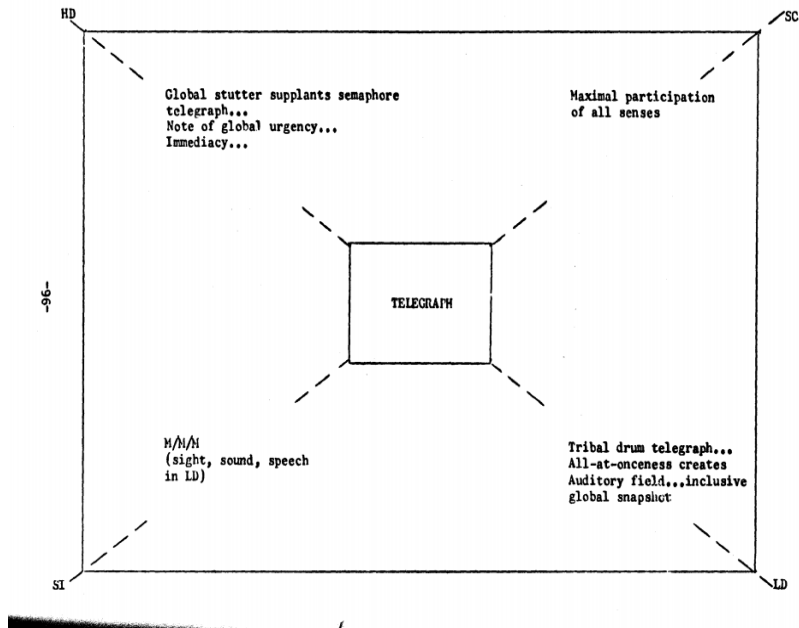 HD
SC
Global stutter supplants semaphore
telegraph...
Note of global urgency...
Immediacy...
Maximal participation
of all senses
-96-
TELEGRAPH
(sight, sound, speech
in LD)
Tribal drum telegraph...
All-at-onceness creates
Auditory field...inclusive
global snapshot
SI
LD